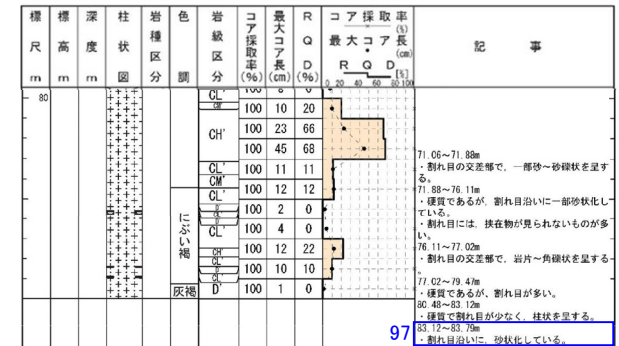 標 標 深 柱 岩 色 岩 コ 最 R コア採取率
尺 高 度 状 種 調 級 ア 大 Q (%)
m m m 図 区 区 採 コ D 最大コア長
分 分 取 ア (%) (cm)
率 長 RQD
(%) (cm) [%]
0 20 40 60 80 100
記 事
80
CL'
100 10 20
CH' 100 23 66
100 45 68
CL' 100 11 11
CM'
CL' 100 12 12
100 2 0
CL' 100 4 0
CH' 100 12 22
CL'
D' 100 10 10
CL'
D' 100 1 0
にぶい褐
灰褐
71.06～71.88m
・割れ目の交差部で、一部砂～砂礫状を呈す
る。
71.88～76.11m
・硬質であるが、割れ目沿いに一部砂状化し
ている。
・割れ目には、挟在物が見られないものが多
い。
76.11～77.02m
・割れ目の交差部で、岩片～角礫状を呈する
。
77.02～79.47m
・硬質であるが、割れ目が多い。
80.48～83.12m
・硬質で割れ目が少なく、柱状を呈する。
97
83.12～83.79m
・割れ目沿いに、砂状化している。